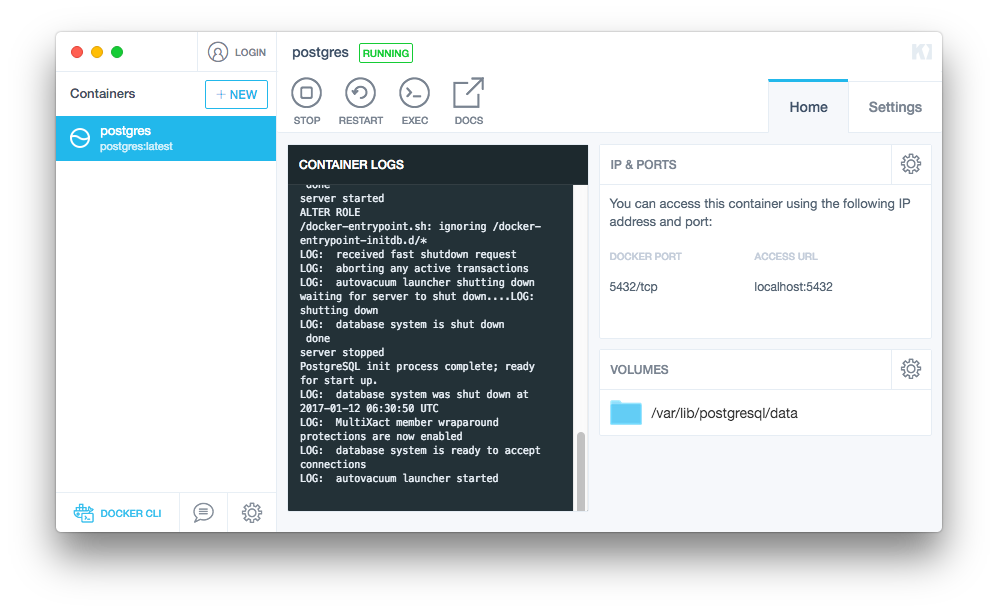 LOGIN
postgres RUNNING
Containers
+ NEW
postgres
postgres:latest
STOP
RESTART
EXEC
DOCS
Home
Settings
CONTAINER LOGS
done
server started
ALTER ROLE
/docker-entrypoint.sh: ignoring /docker-
entrypoint-initdb.d/*
LOG:  received fast shutdown request
LOG:  aborting any active transactions
LOG:  autovacuum launcher shutting down
waiting for server to shut down....LOG:
shutting down
LOG:  database system is shut down
done
server stopped
PostgreSQL init process complete; ready
for start up.
LOG:  database system was shut down at
2017-01-12 06:30:50 UTC
LOG:  MultiXact member wraparound
protections are now enabled
LOG:  database system is ready to accept
connections
LOG:  autovacuum launcher started
IP & PORTS
You can access this container using the following IP
address and port:
DOCKER PORT
ACCESS URL
5432/tcp
localhost:5432
VOLUMES
/var/lib/postgresql/data
DOCKER CLI